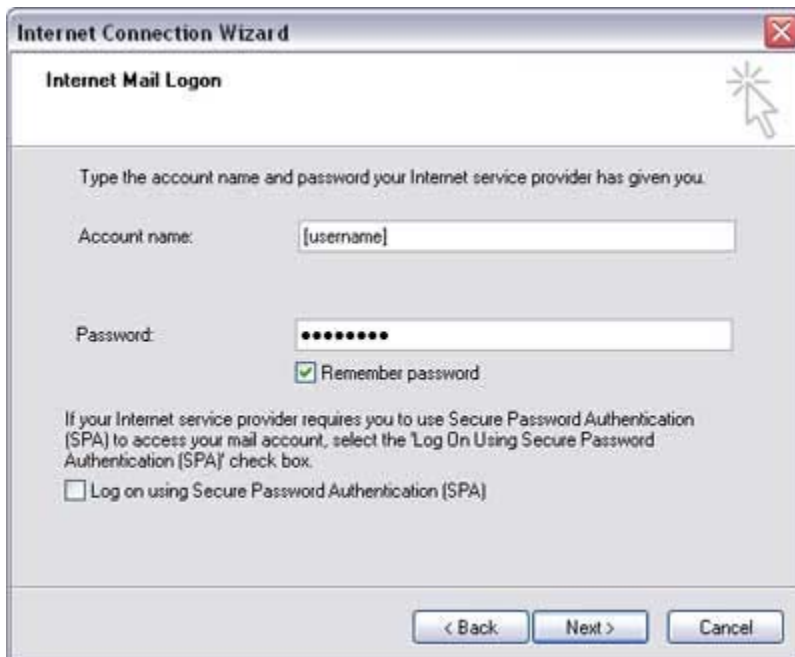 Internet Connection Wizard
Internet Mail Logon
Type the account name and password your Internet service provider has given you.
Account name:
[username]
Password:
••••••••
Remember password
If your Internet service provider requires you to use Secure Password Authentication
(SPA) to access your mail account, select the 'Log On Using Secure Password
Authentication (SPA)' check box.
Log on using Secure Password Authentication (SPA)
< Back
Next >
Cancel